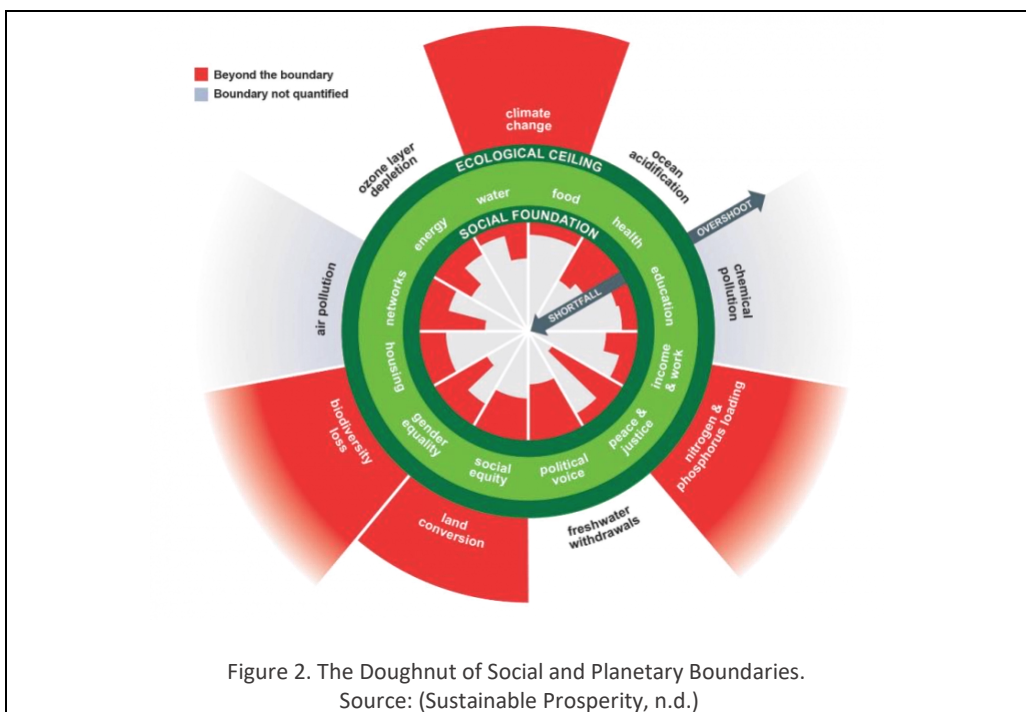 Beyond the boundary
Boundary not quantified
climate
change
ozone layer
depletion
ECOLOGICAL CEILING
ocean
acidification
water
food
energy
SOCIAL FOUNDATION
health
OVERSHOOT
air pollution
networks
SHORTFALL
education
chemical
pollution
housing
income
& work
biodiversity
loss
gender
equality
social
equity
political
voice
peace &
justice
nitrogen &
phosphorus loading
land
conversion
freshwater
withdrawals
Figure 2. The Doughnut of Social and Planetary Boundaries.
Source: (Sustainable Prosperity, n.d.)